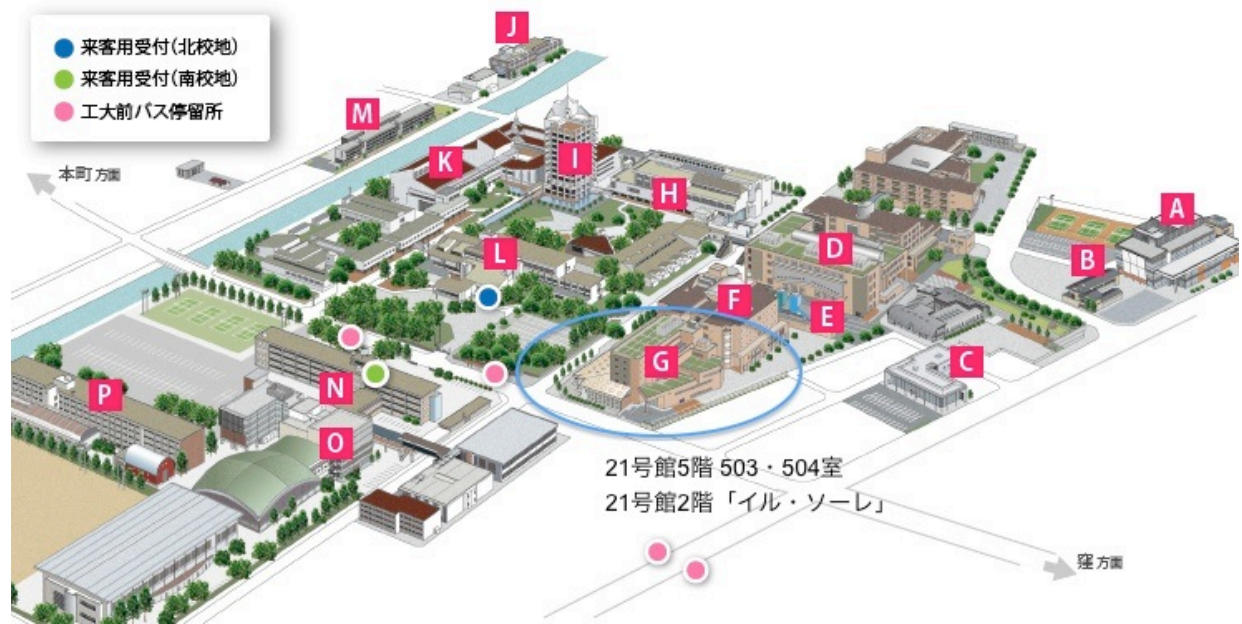 来客用受付(北校地)
来客用受付(南校地)
工大前バス停留所
J
M
K
I
H
本町方面
A
B
L
D
F
E
G
C
N
P
O
21号館5階 503・504室
21号館2階「イル・ソーレ」
窪方面